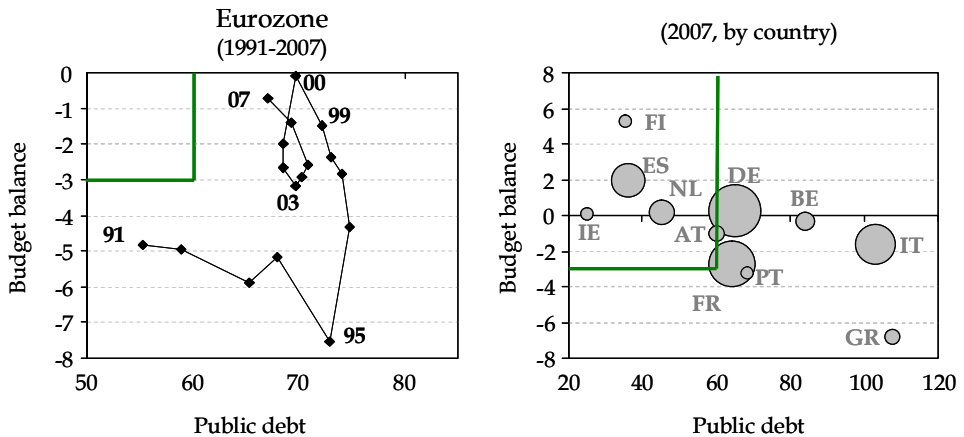 Eurozone
(1991-2007)
0
-1
-2
-3
-4
-5
-6
-7
-8
50
60
70
80
Budget balance
Public debt
00
07
99
03
91
95
(2007, by country)
8
6
4
2
0
-2
-4
-6
-8
20
40
60
80
100
120
Budget balance
Public debt
FI
ES
NL
DE
BE
IE
AT
IT
PT
FR
GR